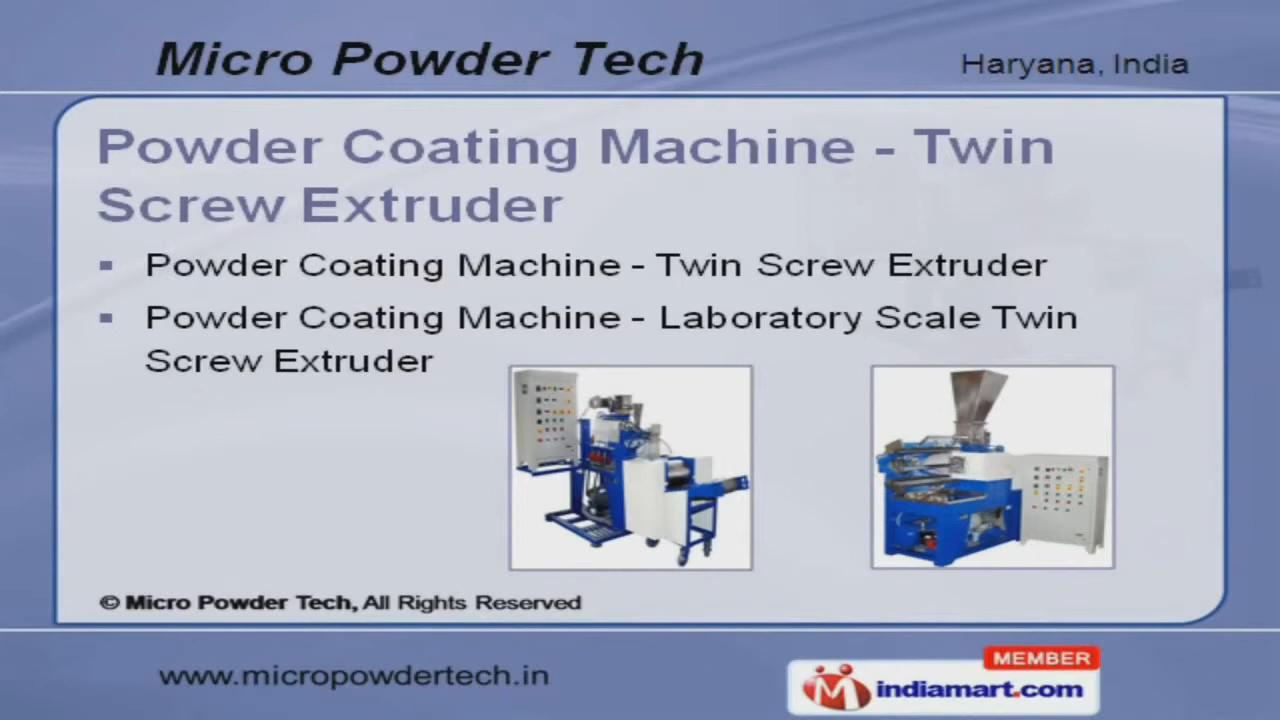 Micro Powder Tech
Haryana, India
Powder Coating Machine - Twin
Screw Extruder
▪ Powder Coating Machine - Twin Screw Extruder
▪ Powder Coating Machine - Laboratory Scale Twin
Screw Extruder
© Micro Powder Tech, All Rights Reserved
www.micropowdertech.in
MEMBER
indiamart.com